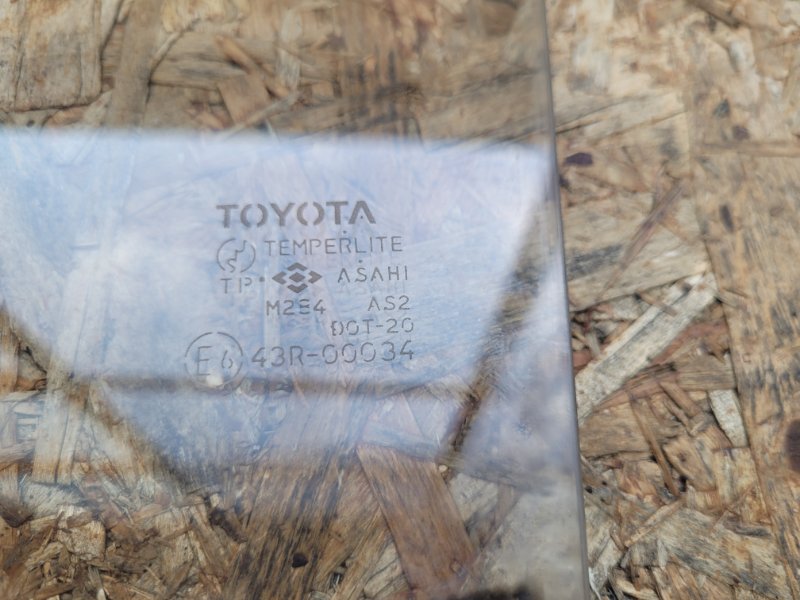 TOYOTA
TEMPERLITE
TP ASAHI
M2E4 AS2
DOT-20
E6 43R-00034